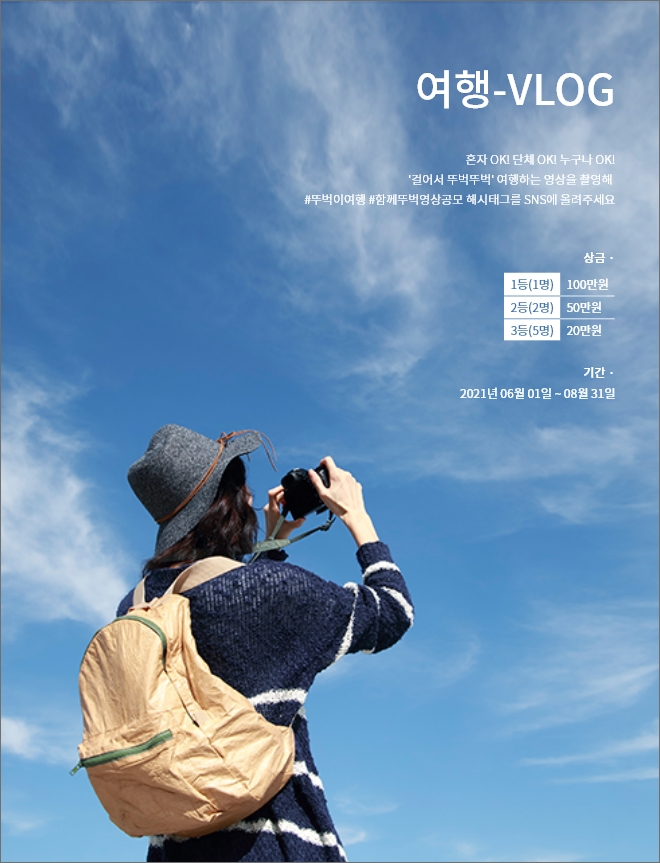 여행-VLOG
혼자 OK! 단체 OK! 누구나 OK!
'걸어서 뚜벅뚜벅' 여행하는 영상을 촬영해
#뚜벅이여행 #함께뚜벅영상공모 해시태그를 SNS에 올려주세요
상금 ·
1등(1명) 100만원
2등(2명) 50만원
3등(5명) 20만원
기간 ·
2021년 06월 01일 ~ 08월 31일